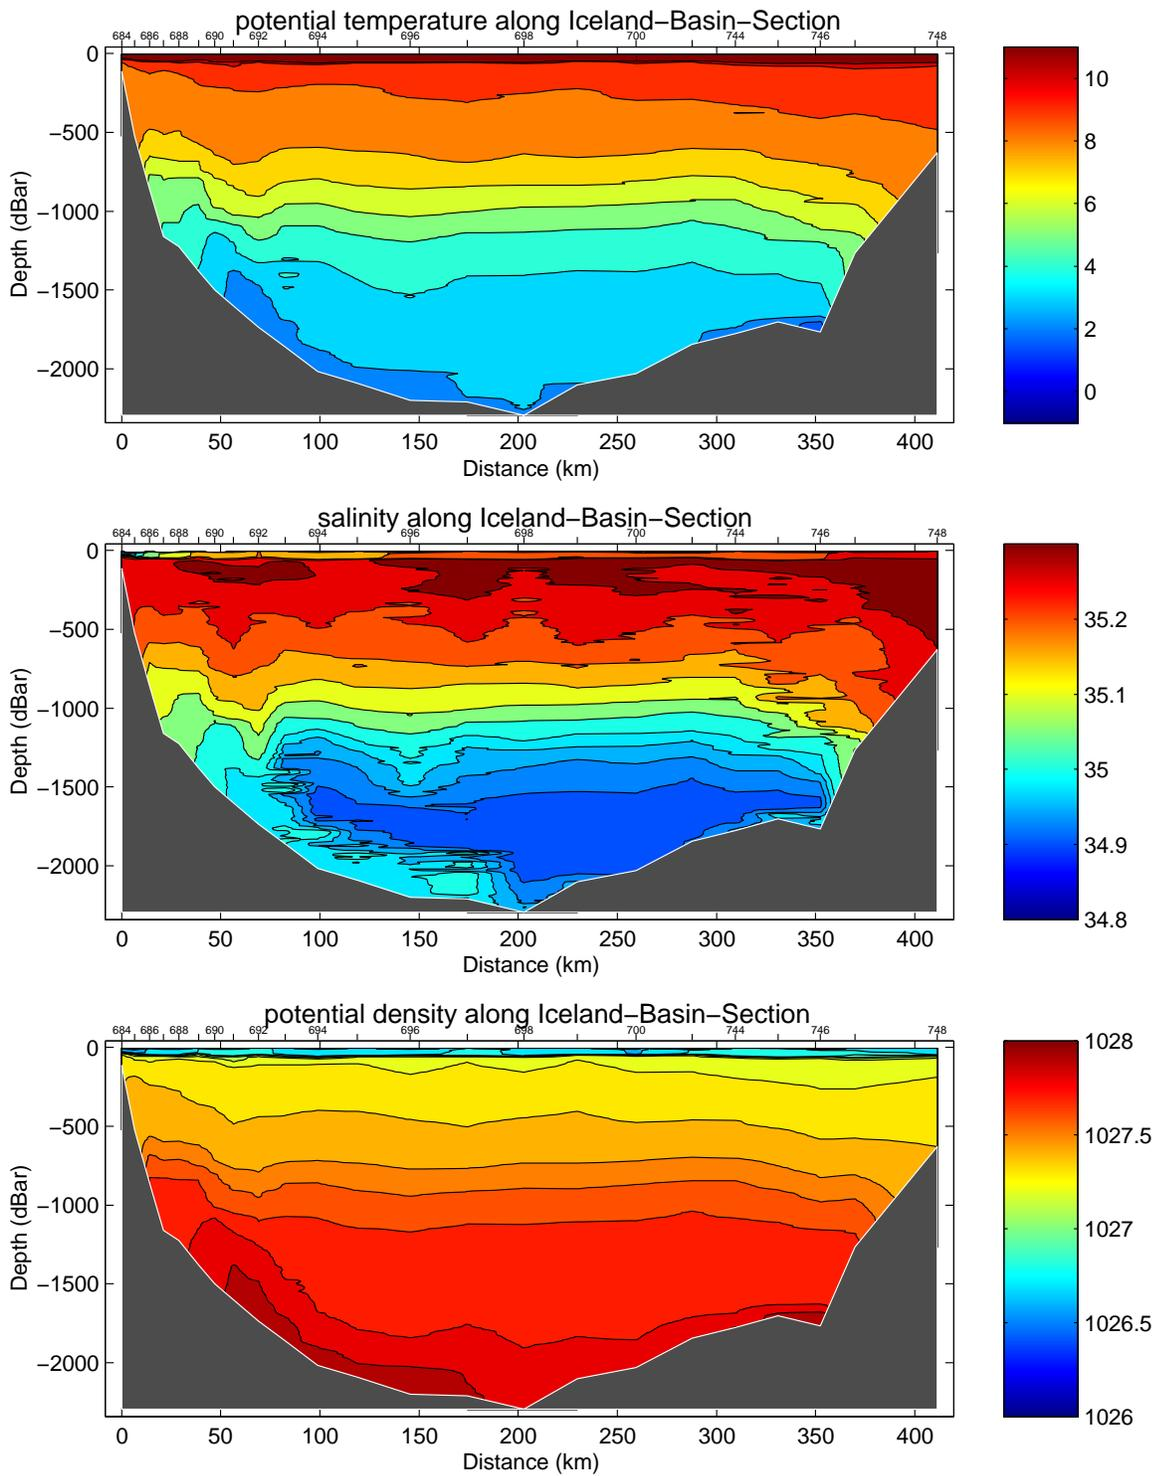 potential temperature along Iceland−Basin−Section
684 686 688 690 692 694 696 698 700 744 746 748
0
−500
−1000
−1500
−2000
Depth (dBar)
0 50 100 150 200 250 300 350 400
Distance (km)
10
8
6
4
2
0
salinity along Iceland−Basin−Section
684 686 688 690 692 694 696 698 700 744 746 748
0
−500
−1000
−1500
−2000
Depth (dBar)
0 50 100 150 200 250 300 350 400
Distance (km)
35.2
35.1
35
34.9
34.8
potential density along Iceland−Basin−Section
684 686 688 690 692 694 696 698 700 744 746 748
0
−500
−1000
−1500
−2000
Depth (dBar)
0 50 100 150 200 250 300 350 400
Distance (km)
1028
1027.5
1027
1026.5
1026